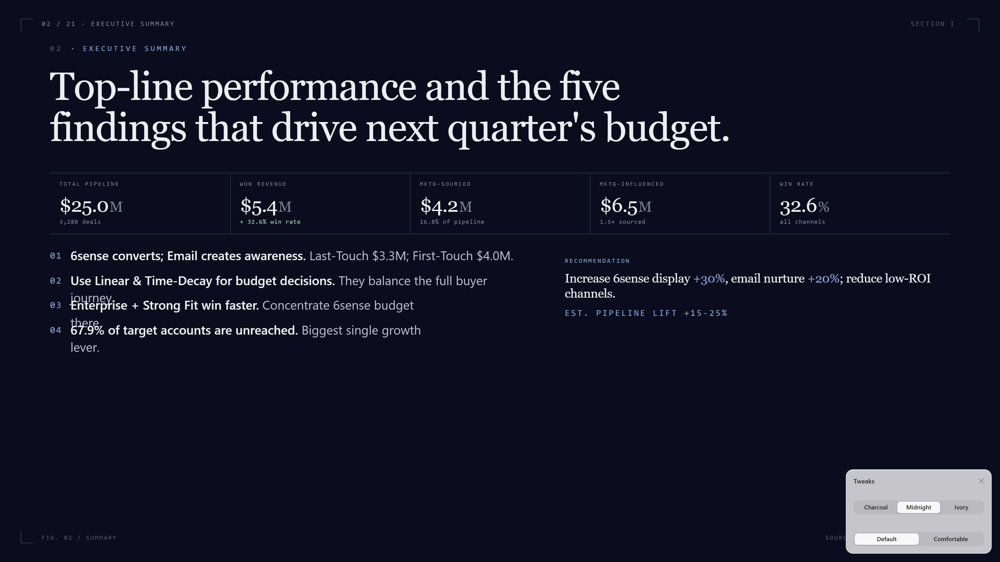 02 / 21 · EXECUTIVE SUMMARY
SECTION I
02 · EXECUTIVE SUMMARY
Top-line performance and the five
findings that drive next quarter's budget.
TOTAL PIPELINE
$25.0M
3,288 deals
WON REVENUE
$5.4M
+ 32.6% win rate
MKTG-SOURCED
$4.2M
16.8% of pipeline
MKTG-INFLUENCED
$6.5M
1.5× sourced
WIN RATE
32.6%
all channels
01 6sense converts; Email creates awareness. Last-Touch $3.3M; First-Touch $4.0M.
02 Use Linear & Time-Decay for budget decisions. They balance the full buyer
journey.
03 Enterprise + Strong Fit win faster. Concentrate 6sense budget
there.
04 67.9% of target accounts are unreached. Biggest single growth
lever.
RECOMMENDATION
Increase 6sense display +30%, email nurture +20%; reduce low-ROI
channels.
EST. PIPELINE LIFT +15-25%
Tweaks
Charcoal Midnight Ivory
Default Comfortable
FIG. 02 / SUMMARY